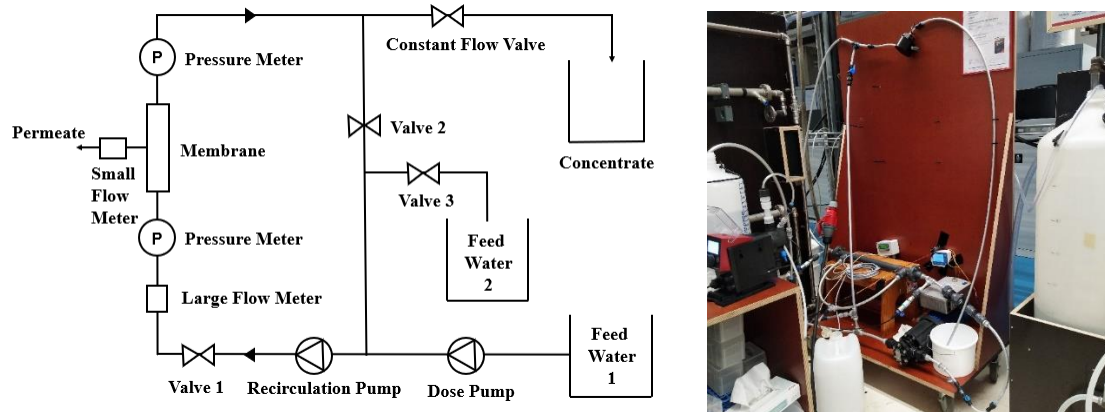 P
Pressure Meter
Constant Flow Valve
Permeate
Small
Flow
Meter
Membrane
Valve 2
Concentrate
Valve 3
P
Pressure Meter
Feed
Water
2
Large Flow Meter
Feed
Water
1
Valve 1
Recirculation Pump
Dose Pump